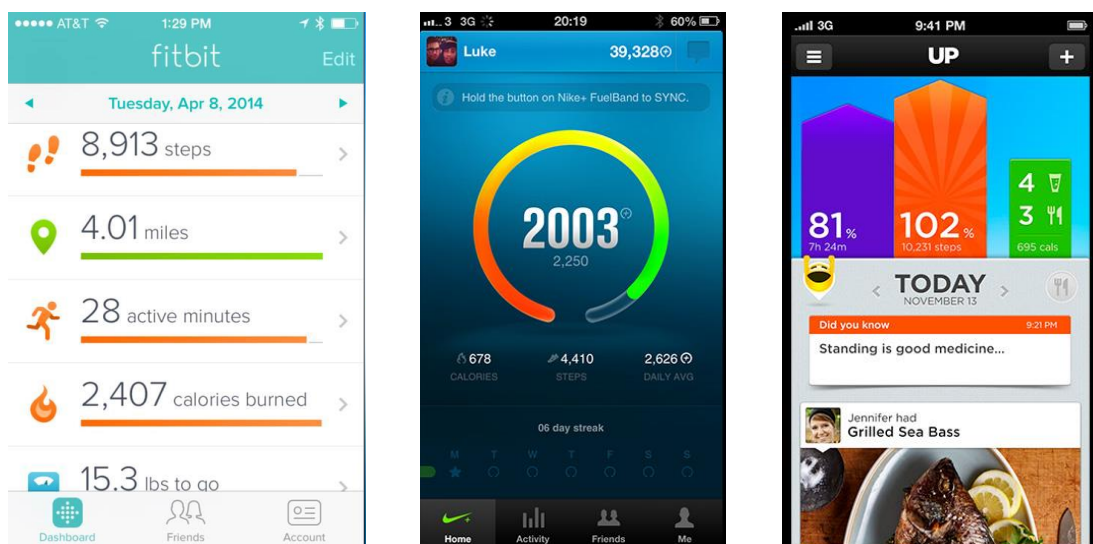 AT&T 1:29 PM
fitbit Edit
Tuesday, Apr 8, 2014
8,913 steps
4.01 miles
28 active minutes
2,407 calories burned
15.3 lbs to go
Dashboard Friends Account
3 3G 20:19 60%
Luke 39,328
Hold the button on Nike+ FuelBand to SYNC.
2003
2,250
678 4,410 2,626
CALORIES STEPS DAILY AVG
06 day streak
M T W T F S S
Home Activity Friends Me
3G 9:41 PM
UP +
4
3
81% 102%
7h 24m 10,231 steps 695 cals
TODAY
NOVEMBER 13
Did you know 9:21 PM
Standing is good medicine...
Jennifer had
Grilled Sea Bass